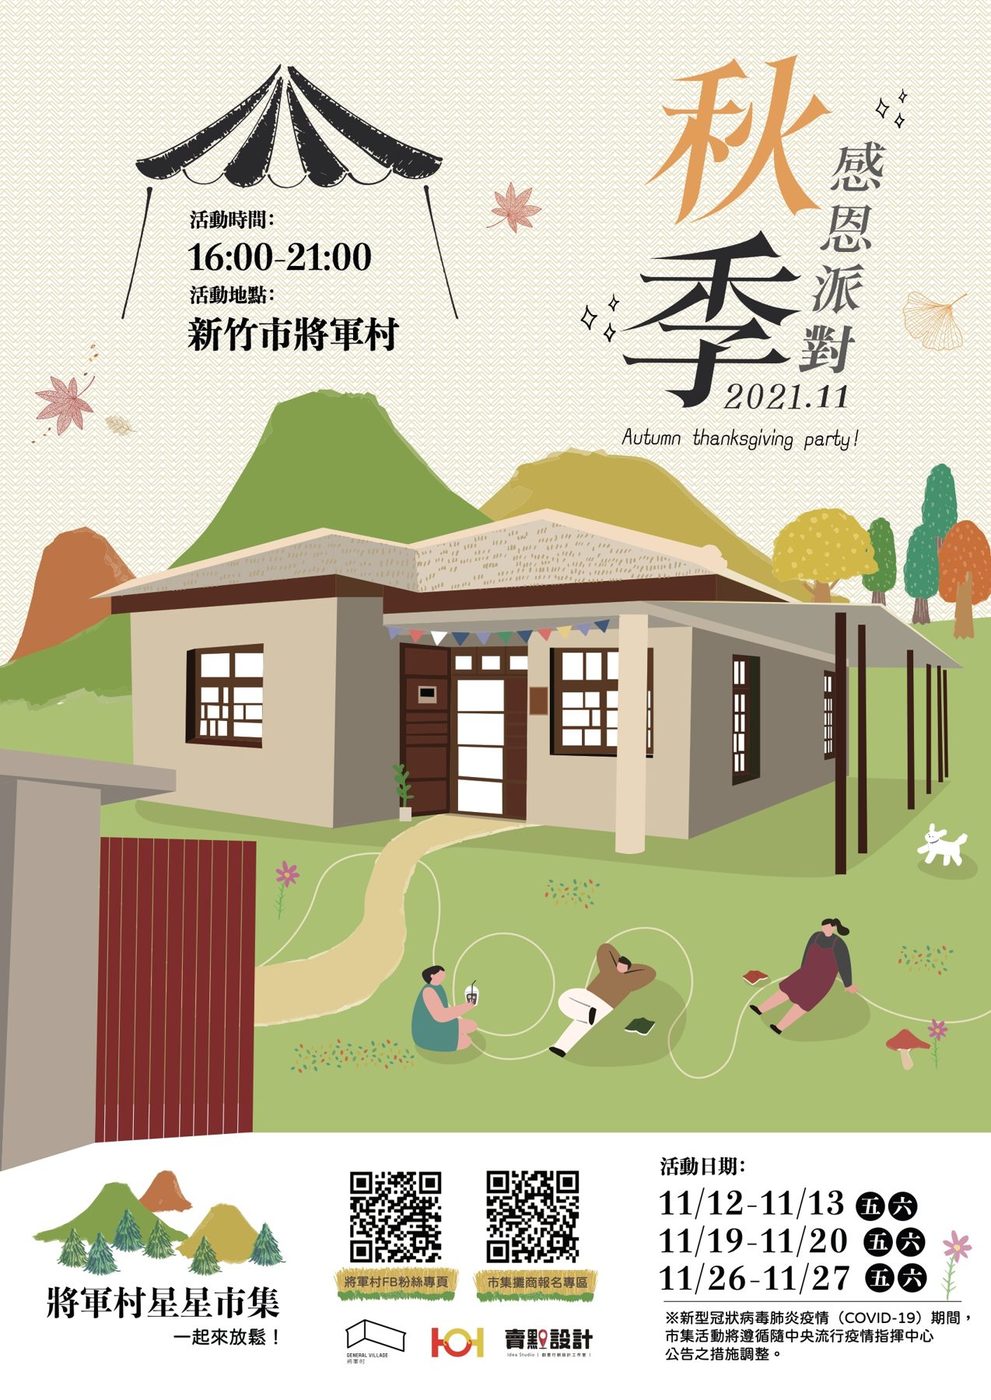 活動時間：
16:00-21:00
活動地點：
新竹市將軍村
秋季
感恩派對
2021.11
Autumn thanksgiving party!
將軍村星星市集
一起來放鬆！
將軍村FB粉絲專頁
市集攤商報名專區
GENERAL VILLAGE
將軍村
賣點設計
活動日期：
11/12-11/13 五 六
11/19-11/20 五 六
11/26-11/27 五 六
※新型冠狀病毒肺炎疫情（COVID-19）期間，
市集活動將遵循隨中央流行疫情指揮中心
公告之措施調整。